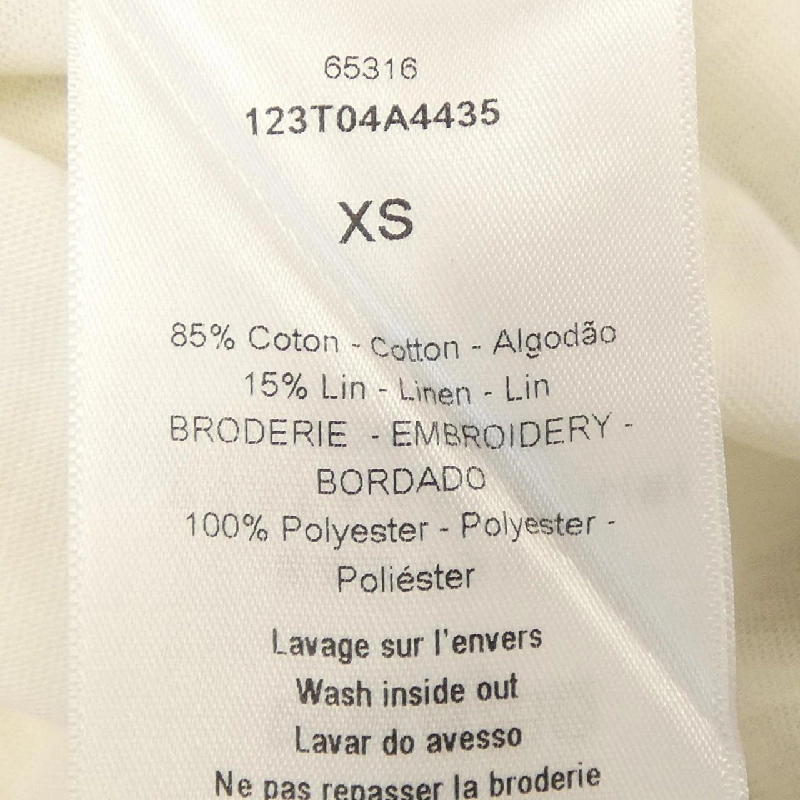 65316
123T04A4435
XS
85% Coton - Cotton - Algodão
15% Lin - Linen - Lin
BRODERIE - EMBROIDERY -
BORDADO
100% Polyester - Polyester -
Poliéster
Lavage sur l'envers
Wash inside out
Lavar do avesso
Ne pas repasser la broderie